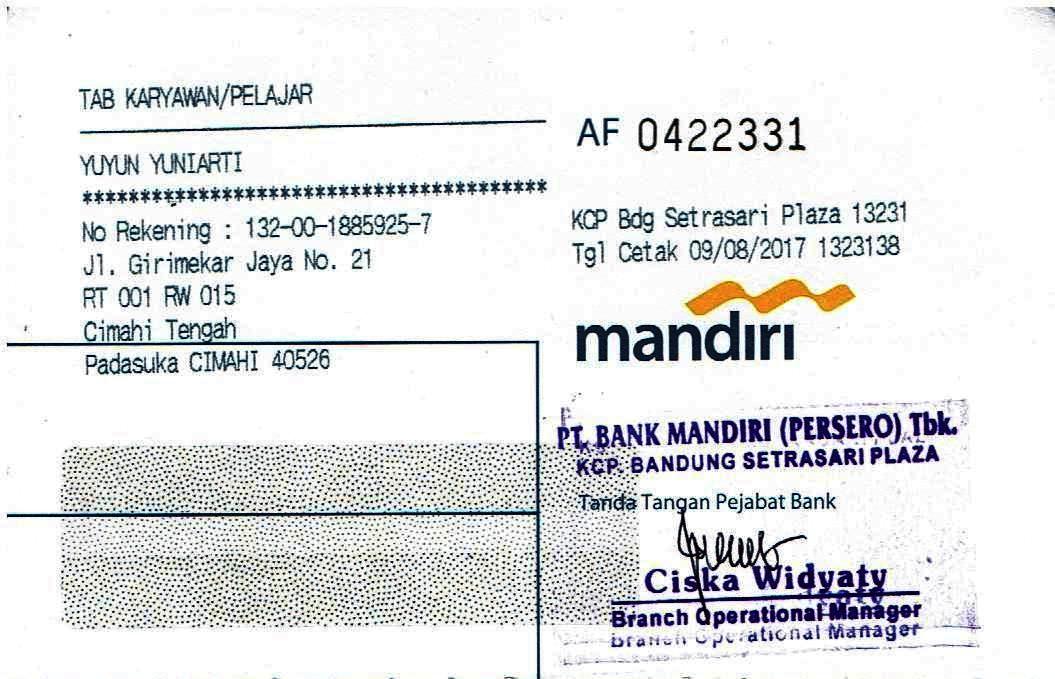 TAB KARYAWAN/PELAJAR
YUYUN YUNIARTI
****************************************
No Rekening : 132-00-1885925-7
Jl. Girimekar Jaya No. 21
RT 001 RW 015
Cimahi Tengah
Padasuka CIMAHI 40526
AF 0422331
KCP Bdg Setrasari Plaza 13231
Tgl Cetak 09/08/2017 1323138
mandiri
PT. BANK MANDIRI (PERSERO) Tbk.
KCP. BANDUNG SETRASARI PLAZA
Tanda Tangan Pejabat Bank
Ciska Widyaty
Branch Operational Manager
Branch Operational Manager